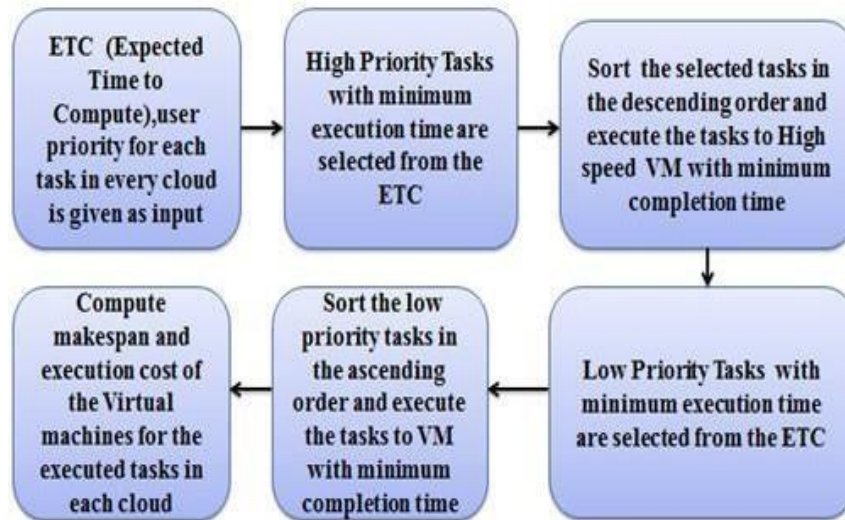 ETC (Expected
Time to
Compute),user
priority for each
task in every cloud
is given as input
High Priority Tasks
with minimum
execution time are
selected from the
ETC
Sort the selected tasks in
the descending order and
execute the tasks to High
speed VM with minimum
completion time
Low Priority Tasks with
minimum execution time
are selected from the ETC
Sort the low
priority tasks in
the ascending
order and execute
the tasks to VM
with minimum
completion time
Compute
makespan and
execution cost of
the Virtual
machines for the
executed tasks in
each cloud